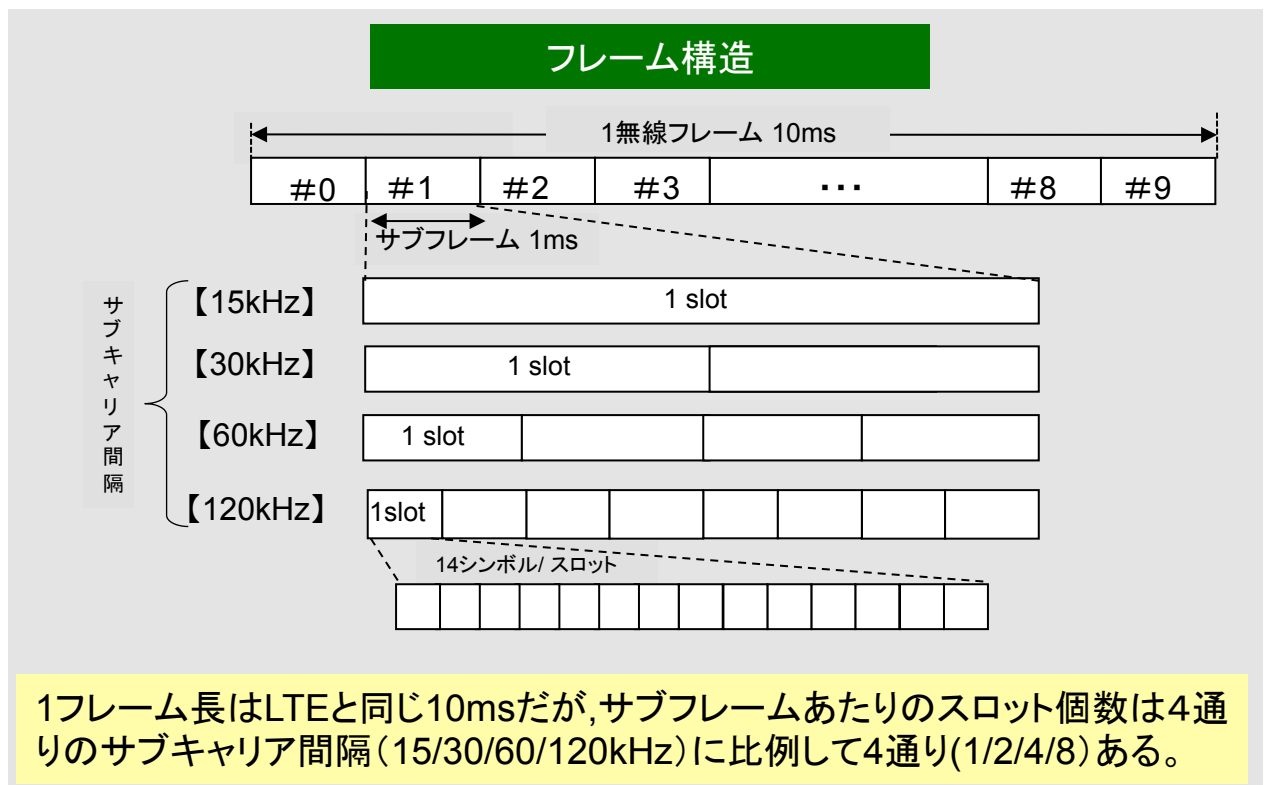 フレーム構造
1無線フレーム 10ms
#0 #1 #2 #3 ・・・ #8 #9
サブフレーム 1ms
サブキャリア間隔
【15kHz】 1 slot
【30kHz】 1 slot
【60kHz】 1 slot
【120kHz】 1slot
14シンボル/ スロット
1フレーム長はLTEと同じ10msだが,サブフレームあたりのスロット個数は４通
りのサブキャリア間隔（15/30/60/120kHz）に比例して4通り(1/2/4/8）ある。